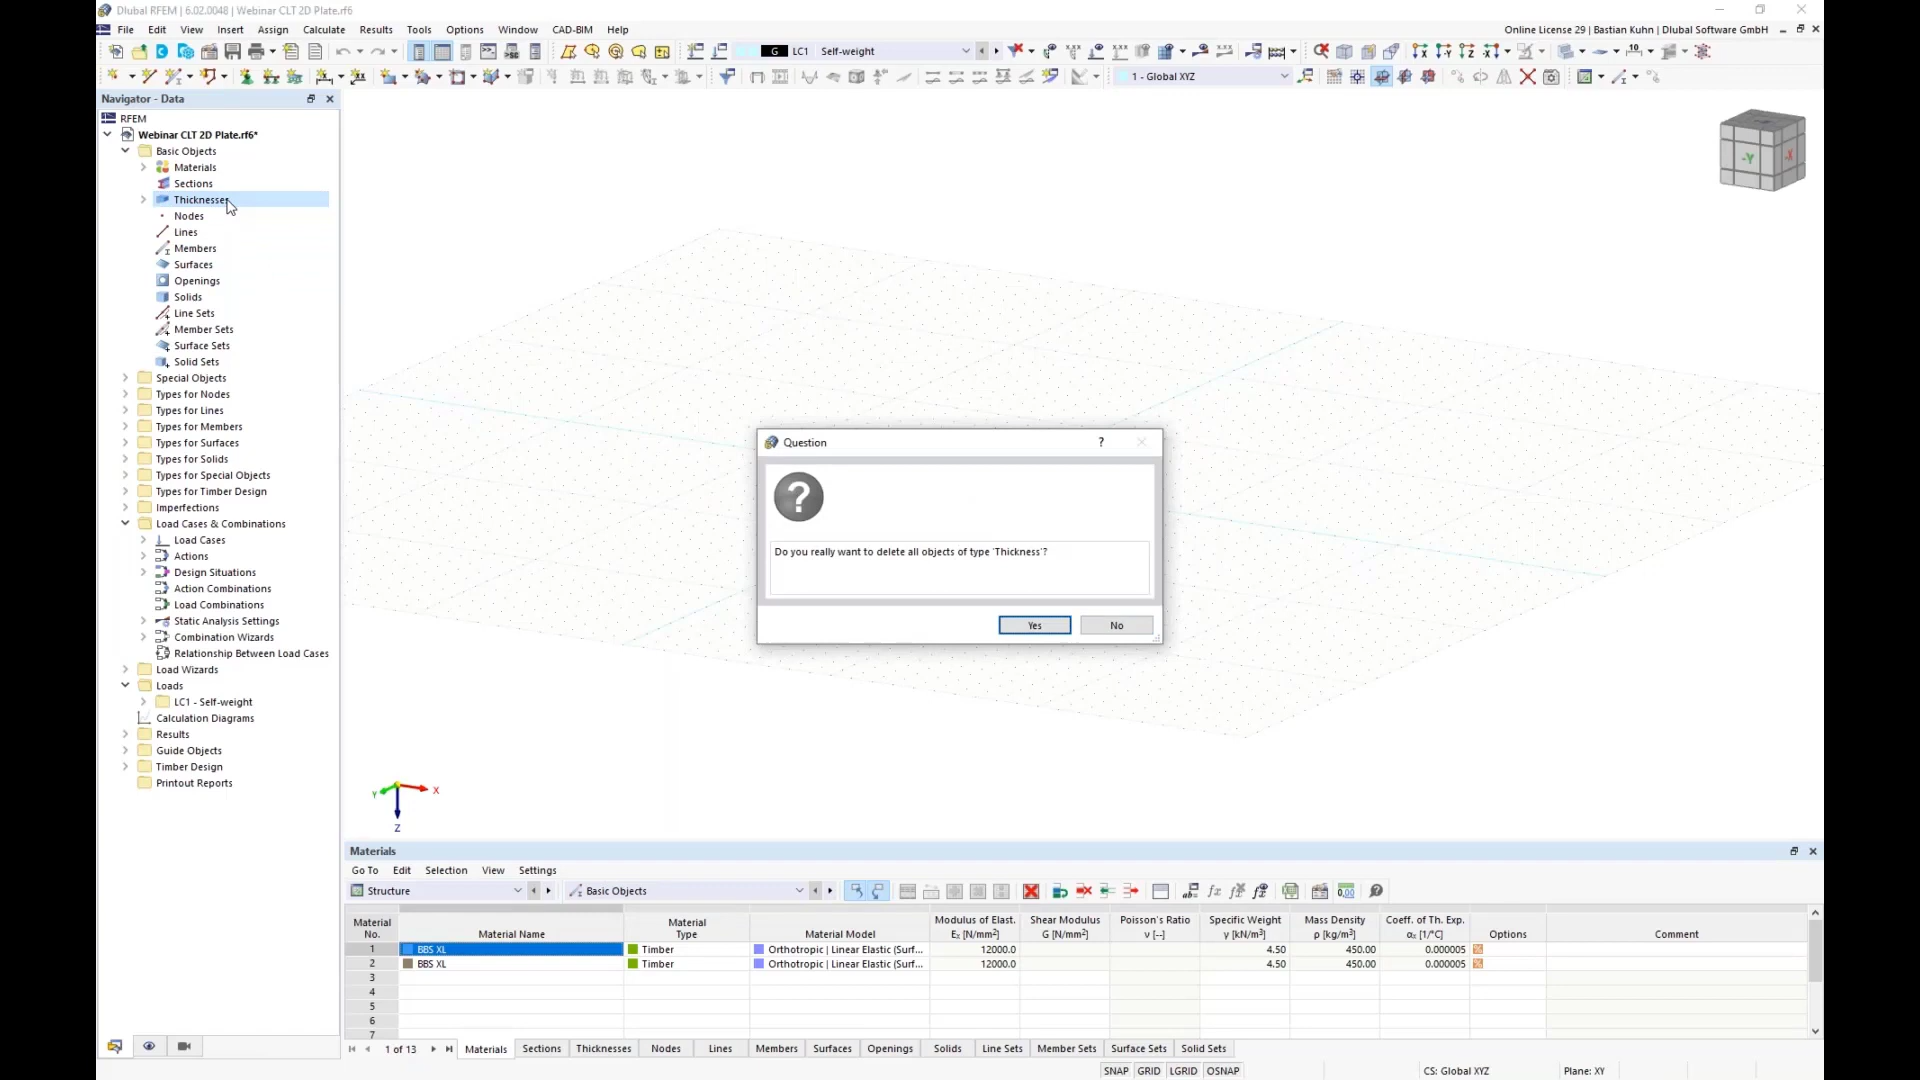 Dlubal RFEM | 6.02.0048 | Webinar CLT 2D Plate.rf6*
File Edit View Insert Assign Calculate Results Tools Options Window CAD-BIM Help
Online License 29 | Bastian Kuhn | Dlubal Software GmbH
G LC1 Self-weight
1 - Global XYZ
Navigator - Data
RFEM
Webinar CLT 2D Plate.rf6*
Basic Objects
Materials
Sections
Thicknesses
Nodes
Lines
Members
Surfaces
Openings
Solids
Line Sets
Member Sets
Surface Sets
Solid Sets
Special Objects
Types for Nodes
Types for Lines
Types for Members
Types for Surfaces
Types for Solids
Types for Special Objects
Types for Timber Design
Imperfections
Load Cases & Combinations
Load Cases
Actions
Design Situations
Action Combinations
Load Combinations
Static Analysis Settings
Combination Wizards
Relationship Between Load Cases
Load Wizards
Loads
LC1 - Self-weight
Calculation Diagrams
Results
Guide Objects
Timber Design
Printout Reports
-Y -X
Question ?
Do you really want to delete all objects of type 'Thickness'?
Yes No
Y X
Z
Materials
Go To Edit Selection View Settings
Structure Basic Objects
Material No. Material Name Material Type Material Model Modulus of Elast. Eₓ [N/mm²] Shear Modulus G [N/mm²] Poisson's Ratio ν [--] Specific Weight γ [kN/m³] Mass Density ρ [kg/m³] Coeff. of Th. Exp. αₓ [1/°C] Options Comment
1 BBS XL Timber Orthotropic | Linear Elastic (Surf... 12000.0 4.50 450.00 0.000005
2 BBS XL Timber Orthotropic | Linear Elastic (Surf... 12000.0 4.50 450.00 0.000005
3
4
5
6
7
1 of 13 Materials Sections Thicknesses Nodes Lines Members Surfaces Openings Solids Line Sets Member Sets Surface Sets Solid Sets
SNAP GRID LGRID OSNAP CS: Global XYZ Plane: XY